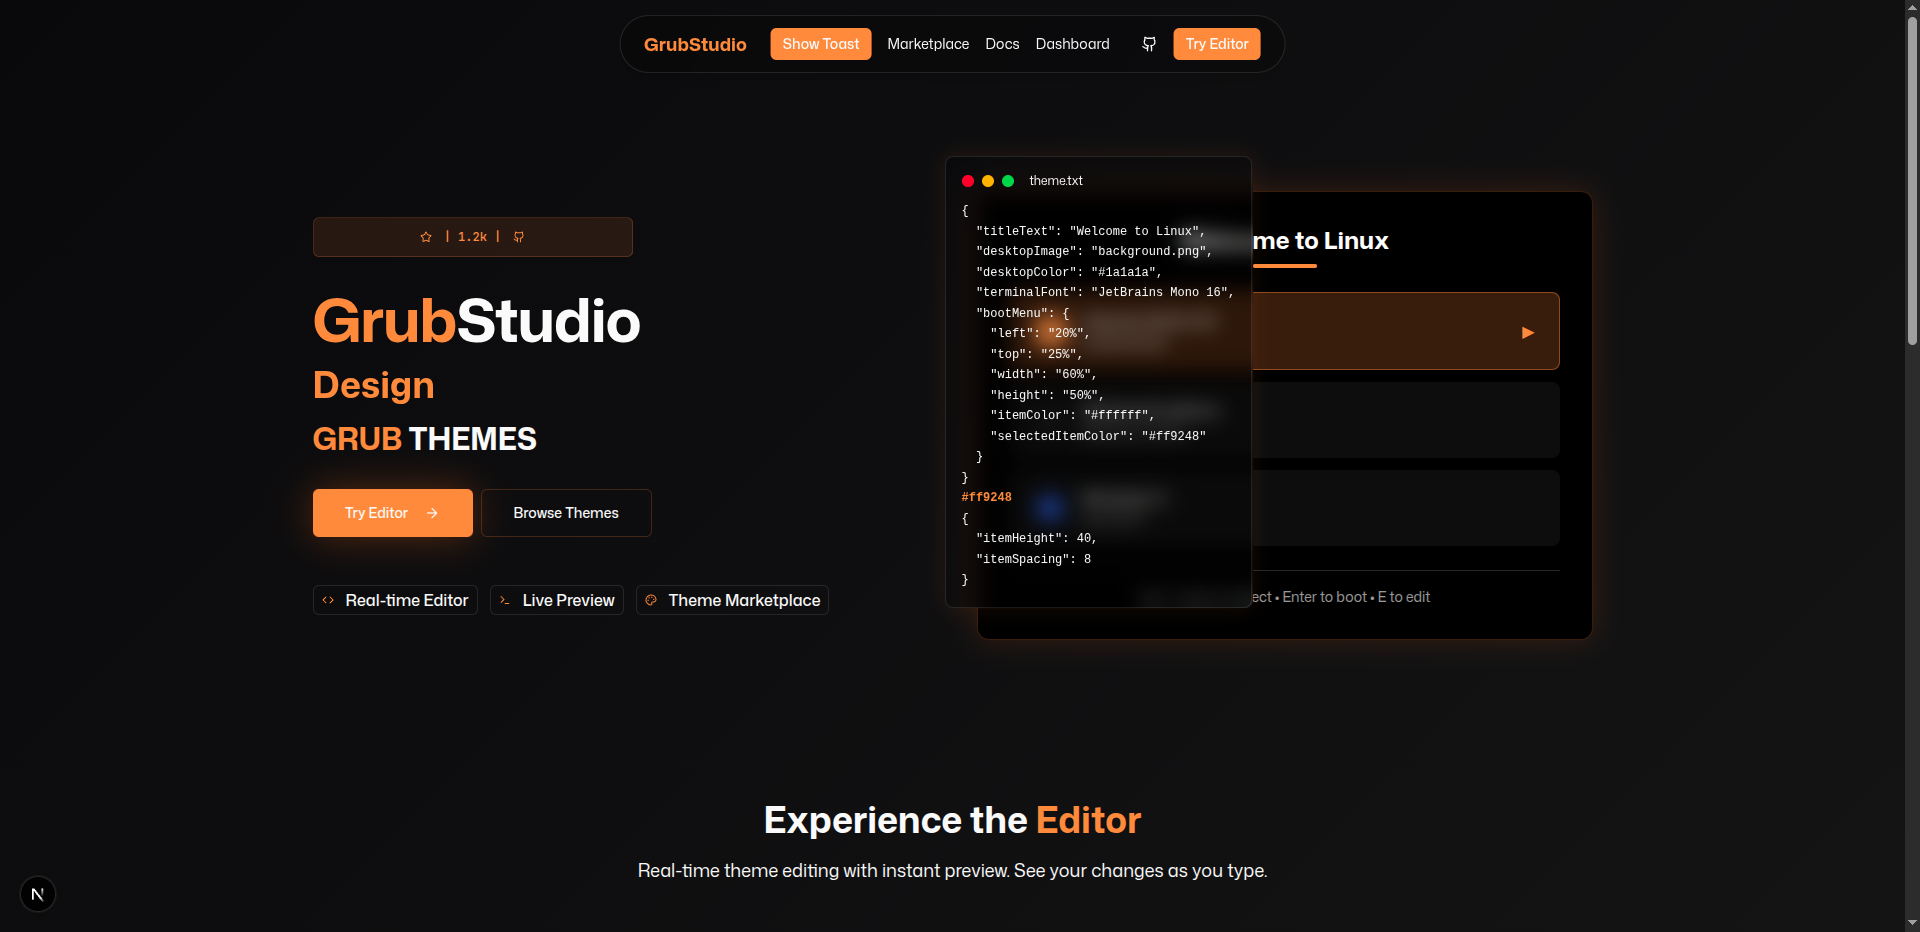 GrubStudio Show Toast Marketplace Docs Dashboard Try Editor
| 1.2k |
GrubStudio
Design
GRUB THEMES
Try Editor Browse Themes
Real-time Editor Live Preview Theme Marketplace
theme.txt
{
"titleText": "Welcome to Linux",
"desktopImage": "background.png",
"desktopColor": "#1a1a1a",
"terminalFont": "JetBrains Mono 16",
"bootMenu": {
"left": "20%",
"top": "25%",
"width": "60%",
"height": "50%",
"itemColor": "#ffffff",
"selectedItemColor": "#ff9248"
}
}
#ff9248
{
"itemHeight": 40,
"itemSpacing": 8
}
me to Linux
ect • Enter to boot • E to edit
Experience the Editor
Real-time theme editing with instant preview. See your changes as you type.
N